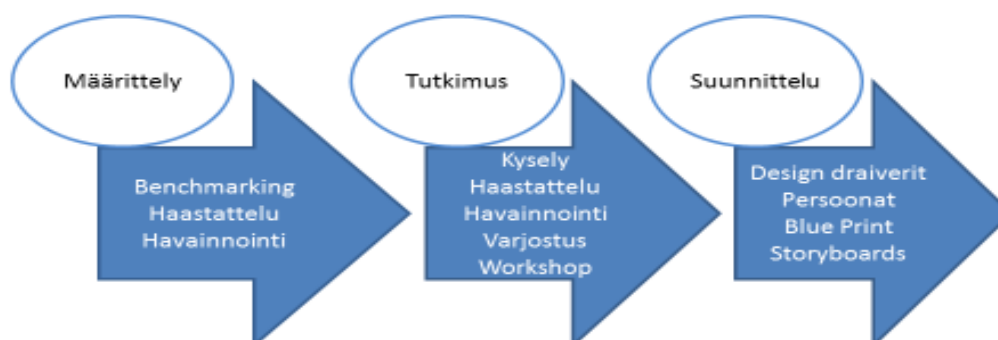 Määrittely
Benchmarking
Haastattelu
Havainnointi
Tutkimus
Kysely
Haastattelu
Havainnointi
Varjostus
Workshop
Suunnittelu
Design draiverit
Persoonat
Blue Print
Storyboards